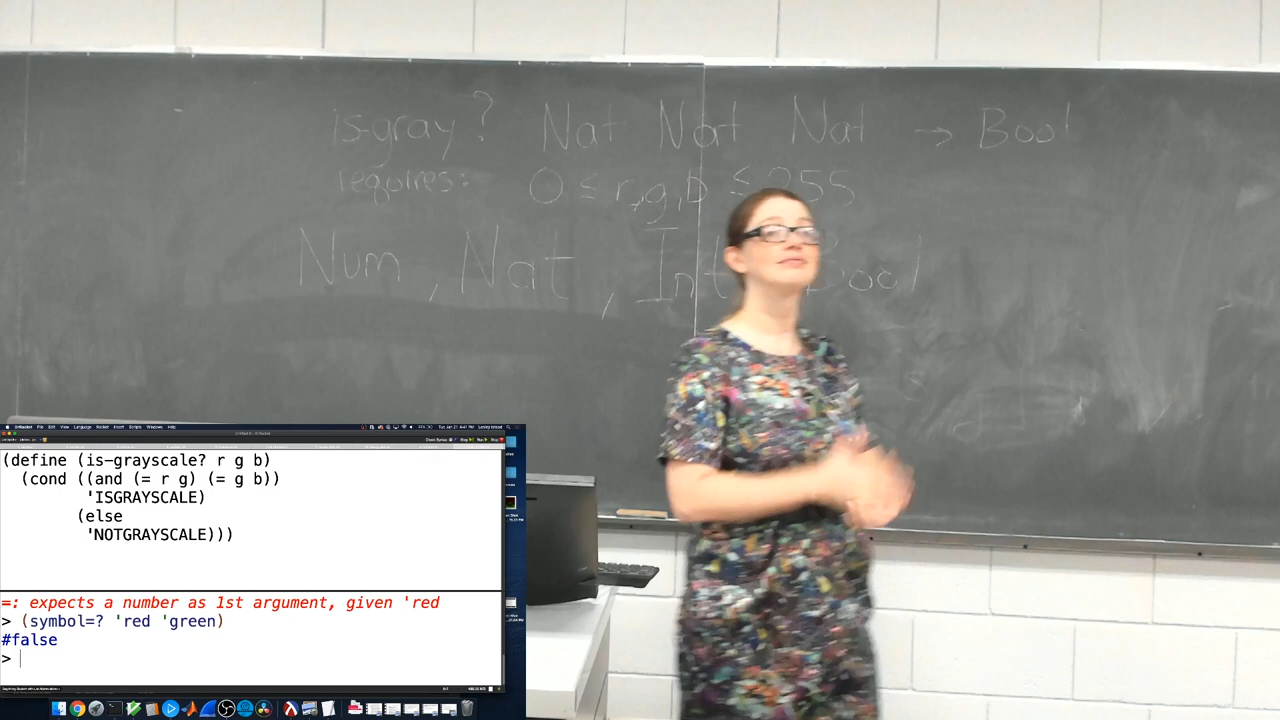 is-gray? Nat Nat Nat → Bool
requires: 0 ≤ r,g,b ≤ 255
Num, Nat, Int Bool
(define (is-grayscale? r g b)
(cond ((and (= r g) (= g b))
'ISGRAYSCALE)
(else
'NOTGRAYSCALE)))
=: expects a number as 1st argument, given 'red
> (symbol=? 'red 'green)
#false
>